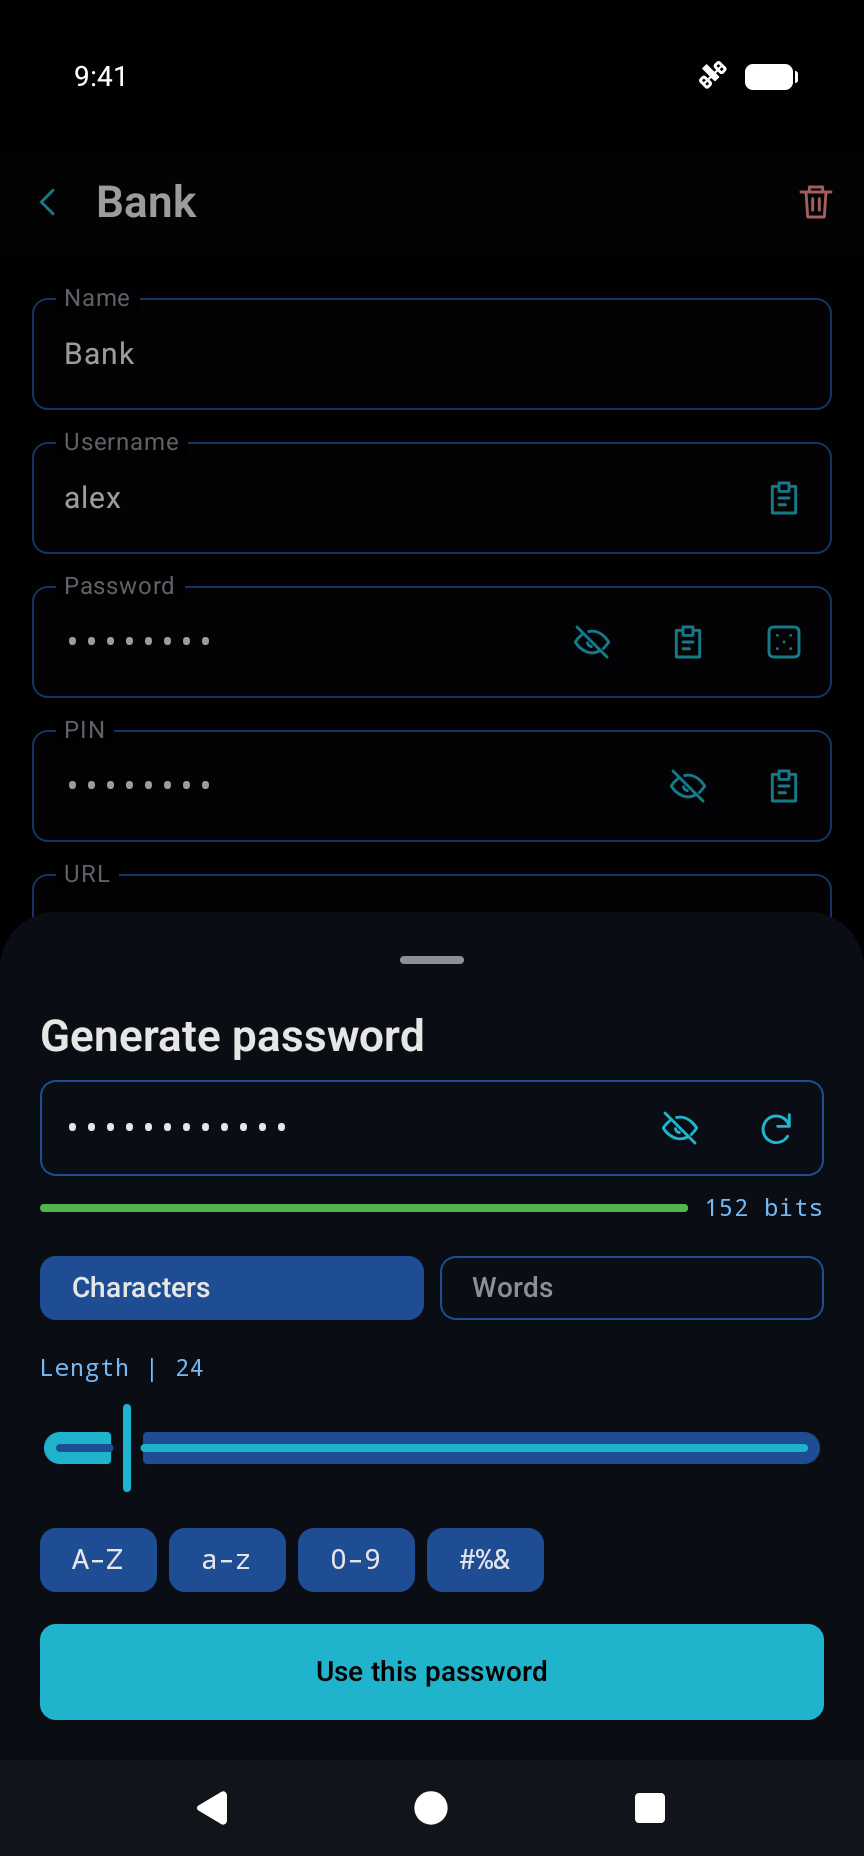 9:41
Bank
Name
Bank
Username
alex
Password
••••••••
PIN
••••••••
URL
Generate password
••••••••••••
152 bits
Characters
Words
Length | 24
A-Z a-z 0-9 #%&
Use this password